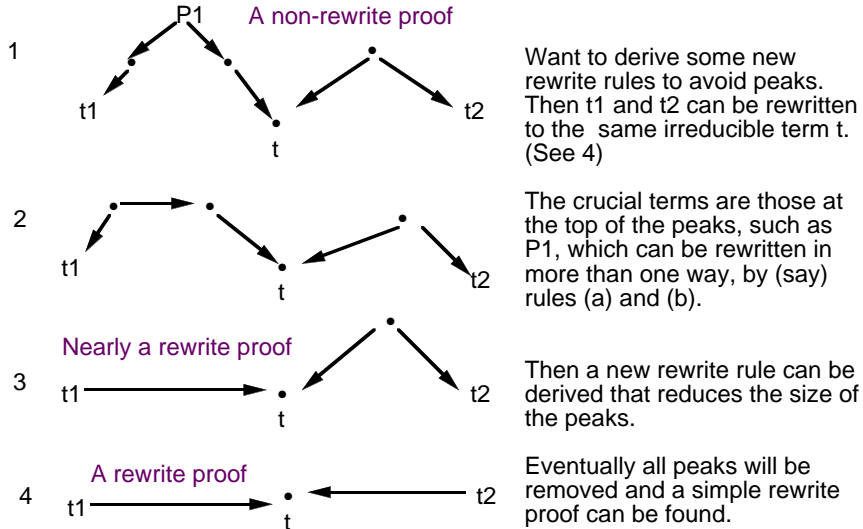 P1
A non-rewrite proof
1
t1
t
t2
Want to derive some new
rewrite rules to avoid peaks.
Then t1 and t2 can be rewritten
to the same irreducible term t.
(See 4)
2
t1
t
t2
The crucial terms are those at
the top of the peaks, such as
P1, which can be rewritten in
more than one way, by (say)
rules (a) and (b).
Nearly a rewrite proof
3
t1
t
t2
Then a new rewrite rule can be
derived that reduces the size of
the peaks.
A rewrite proof
4
t1
t
t2
Eventually all peaks will be
removed and a simple rewrite
proof can be found.